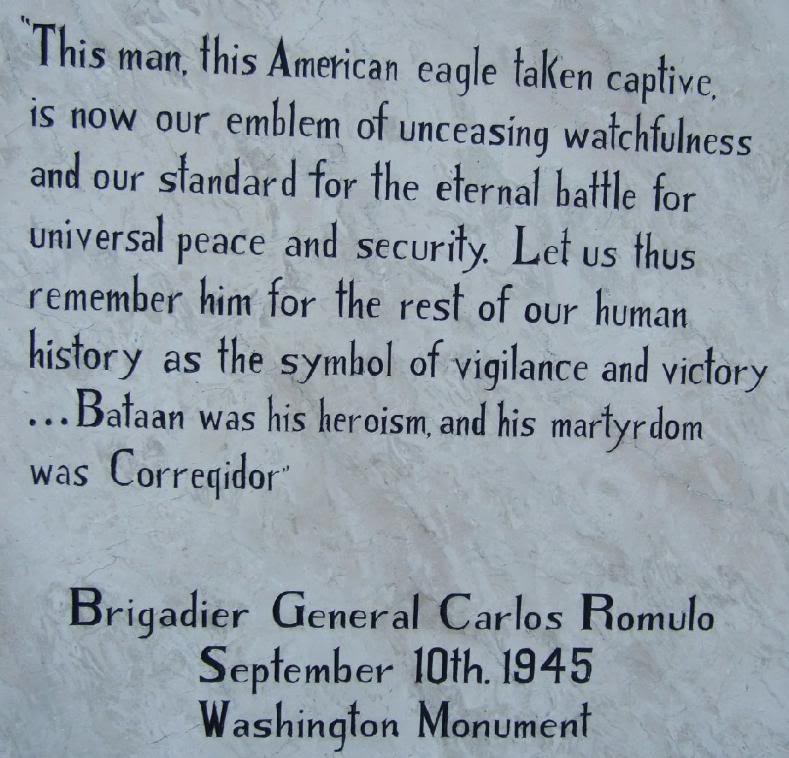 "This man, this American eagle taken captive,
is now our emblem of unceasing watchfulness
and our standard for the eternal battle for
universal peace and security. Let us thus
remember him for the rest of our human
history as the symbol of vigilance and victory
...Bataan was his heroism, and his martyrdom
was Corregidor"
Brigadier General Carlos Romulo
September 10th. 1945
Washington Monument